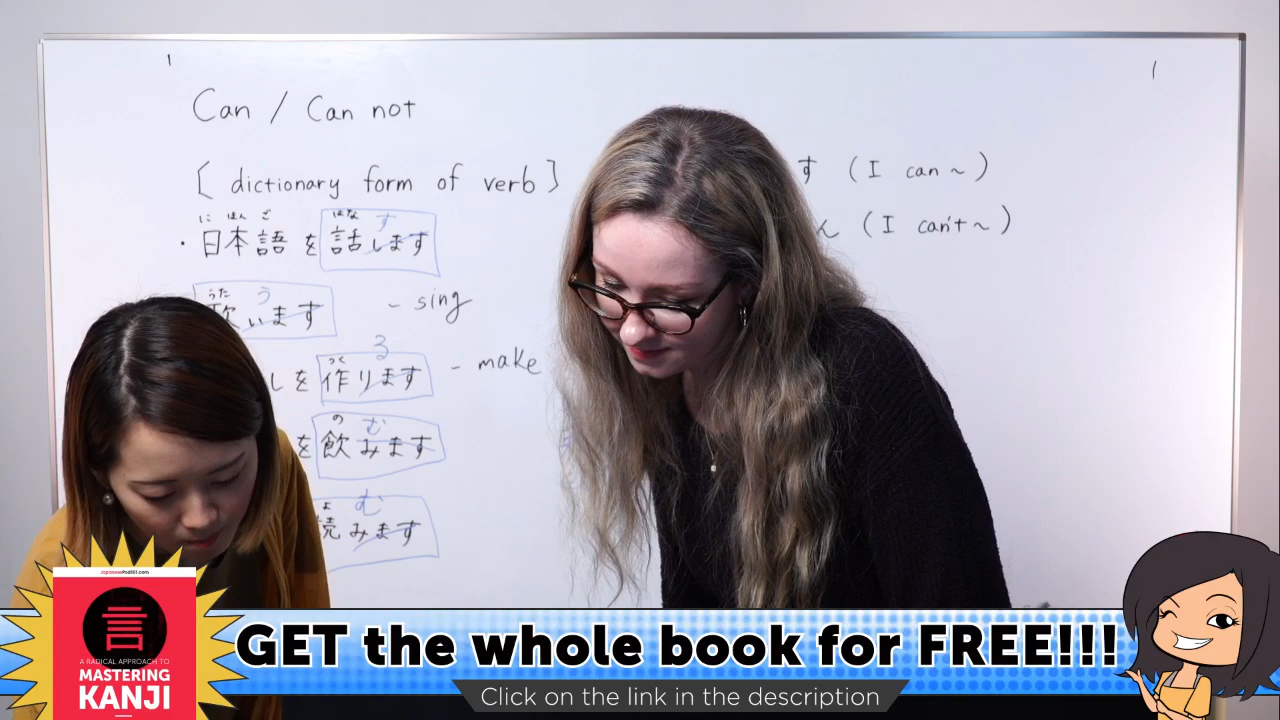 Can / Can not
[ dictionary form of verb ]
す ( I can ~ )
ん ( I can't ~ )
に ほん ご はな す
・日本語 を 話します
うた う
歌います - sing
る
つく
しを 作ります - make
の む
を 飲みます
よ む
読みます
JapanesePod101.com
言
A RADICAL APPROACH TO
MASTERING
KANJI
GET the whole book for FREE!!!
Click on the link in the description